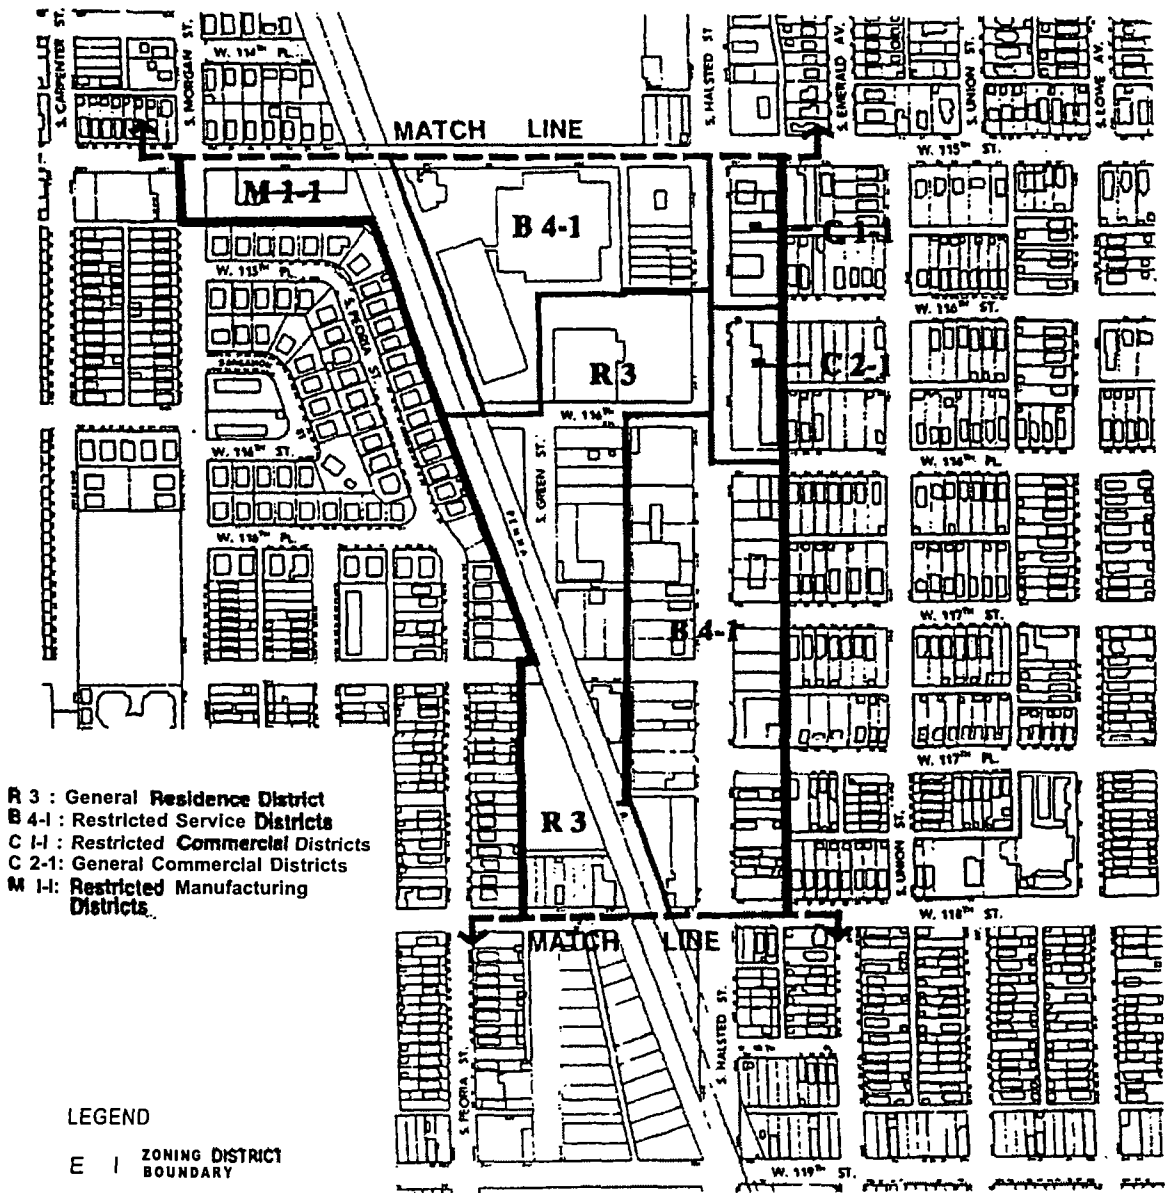 S. CARPENTER ST.
S. MORGAN ST.
W. 114TH PL.
S. HALSTED ST
S. EMERALD AV.
S. UNION ST.
S. LOWE AV.
MATCH LINE
W. 115TH ST.
M 1-1
B 4-1
C 1-1
W. 115TH PL.
S. PEORIA ST.
W. 116TH ST.
SANGAMON ST
R 3
C 2-1
W. 116TH
W. 116TH ST.
S. GREEN ST.
W. 116TH PL.
W. 116TH PL.
PENNA
W. 117TH ST.
B 4-1
W. 117TH PL.
R 3 : General Residence District
B 4-I : Restricted Service Districts
C I-I : Restricted Commercial Districts
C 2-1: General Commercial Districts
M I-I: Restricted Manufacturing
Districts
R 3
S. UNION ST.
W. 118TH ST.
MATCH LINE
S. HALSTED ST.
S. PEORIA ST.
LEGEND
E I ZONING DISTRICT
BOUNDARY
W. 119TH ST.